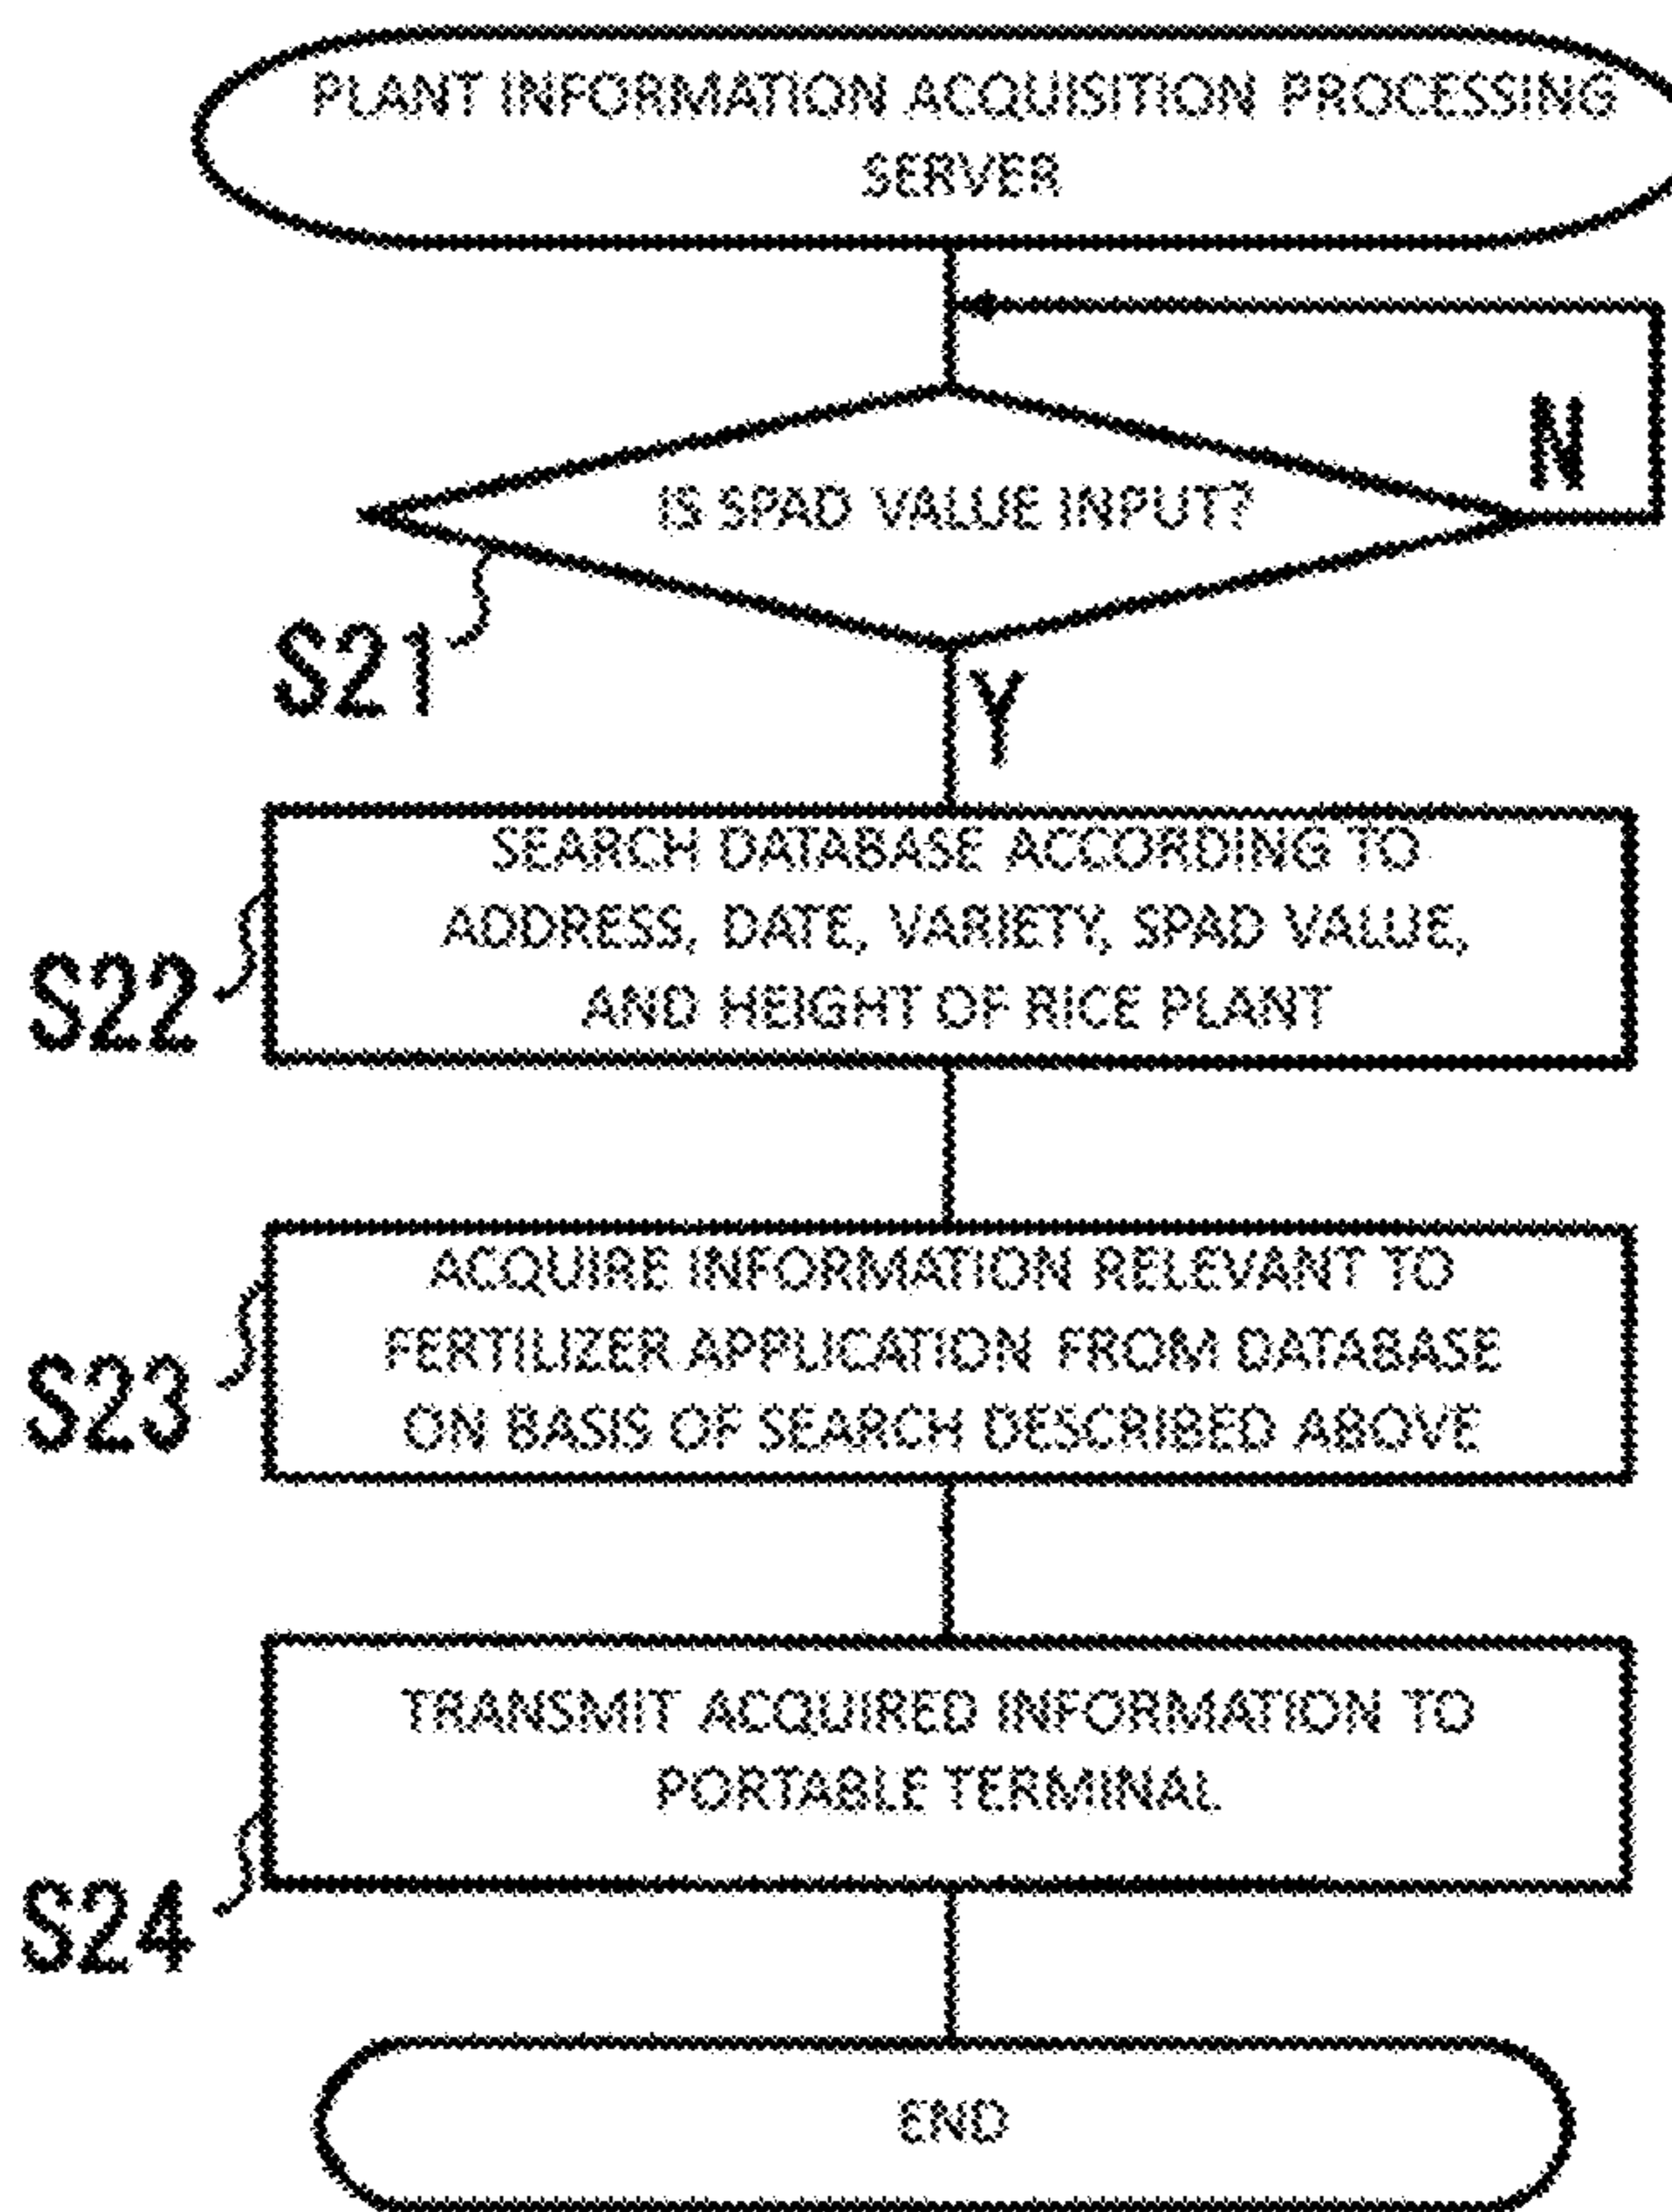 PLANT INFORMATION ACQUISITION PROCESSING
SERVER
N
IS SPAD VALUE INPUT?
S21
Y
SEARCH DATABASE ACCORDING TO
ADDRESS, DATE, VARIETY, SPAD VALUE,
AND HEIGHT OF RICE PLANT
S22
ACQUIRE INFORMATION RELEVANT TO
FERTILIZER APPLICATION FROM DATABASE
ON BASIS OF SEARCH DESCRIBED ABOVE
S23
TRANSMIT ACQUIRED INFORMATION TO
PORTABLE TERMINAL
S24
END